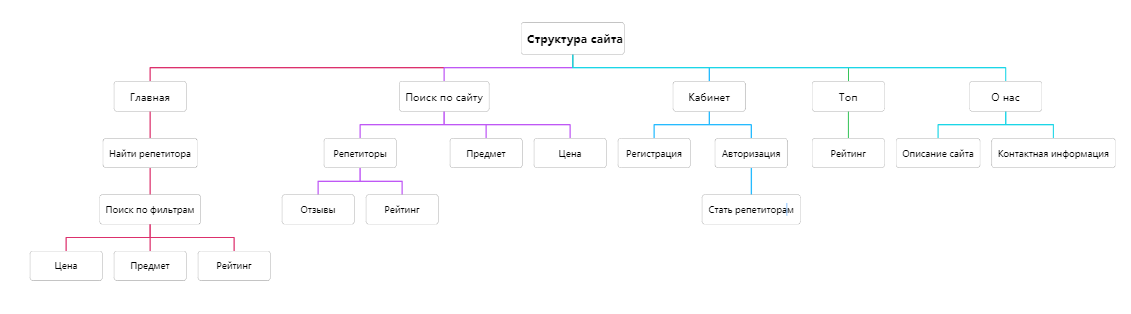 Структура сайта
Главная
Поиск по сайту
Кабинет
Топ
О нас
Найти репетитора
Репетиторы
Предмет
Цена
Регистрация
Авторизация
Рейтинг
Описание сайта
Контактная информация
Поиск по фильтрам
Отзывы
Рейтинг
Стать репетиторам
Цена
Предмет
Рейтинг